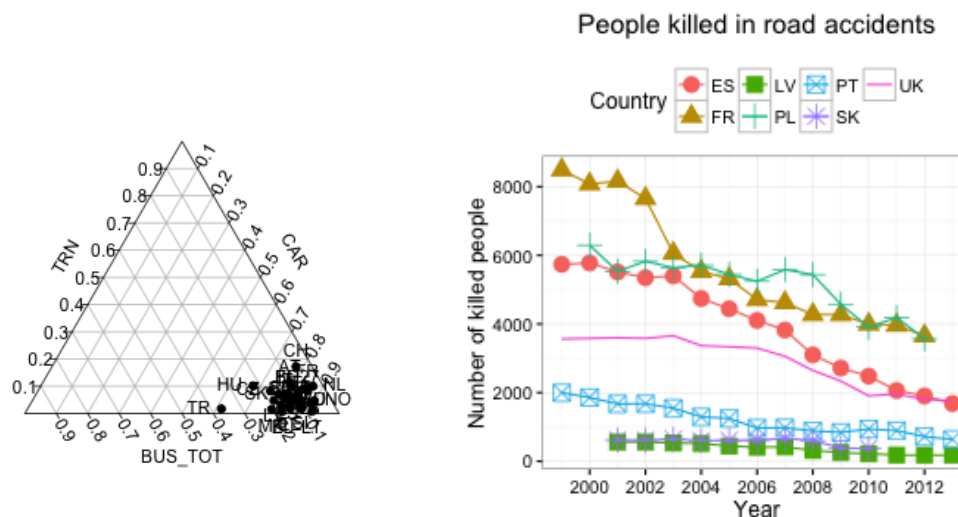 People killed in road accidents
Country
ES
LV
PT
UK
FR
PL
SK
Number of killed people
8000
6000
4000
2000
0
2000 2002 2004 2006 2008 2010 2012
Year
TRN
0.9
0.8
0.7
0.6
0.5
0.4
0.3
0.2
0.1
CAR
0.1
0.2
0.3
0.4
0.5
0.6
0.7
0.8
0.9
CH
HU
NL
NO
TR
0.9 0.8 0.7 0.6 0.5 0.4 0.3 0.2 0.1
BUS_TOT